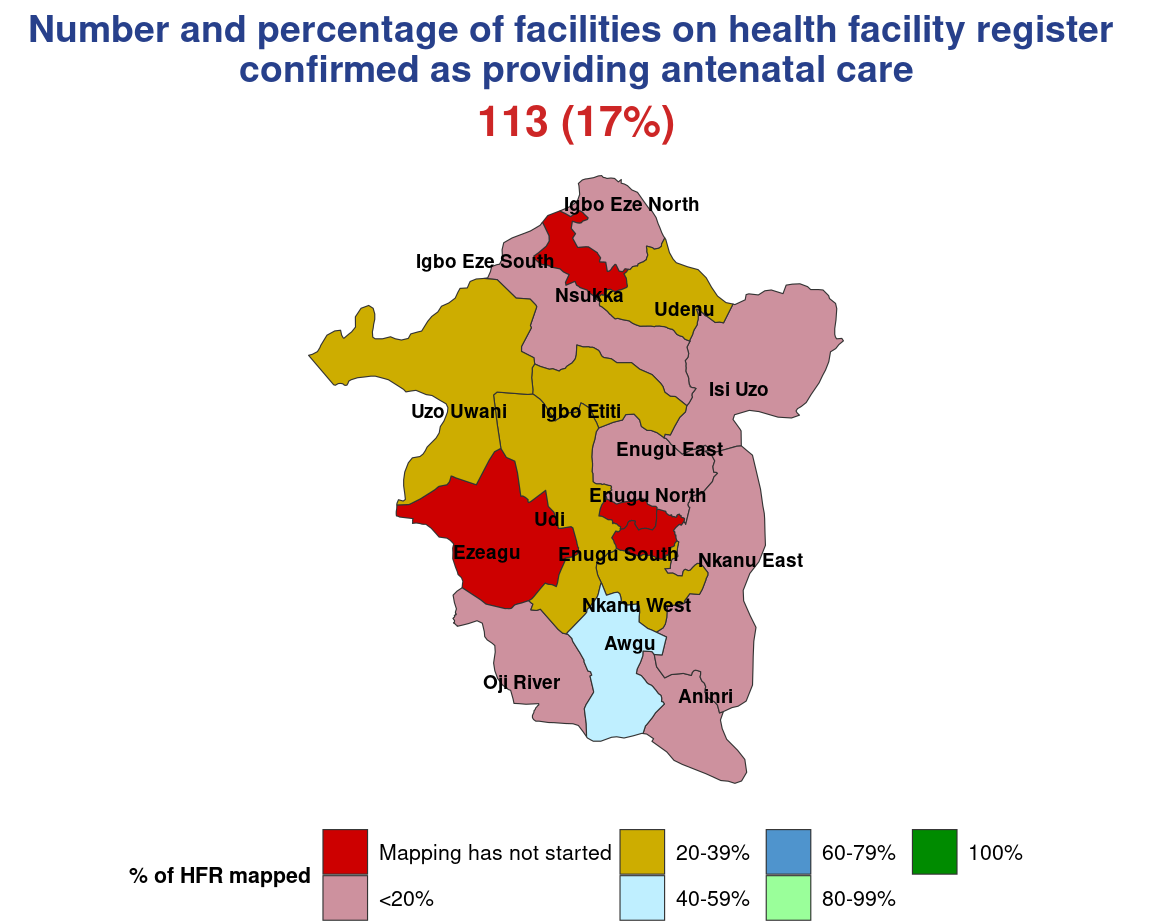 Number and percentage of facilities on health facility register
confirmed as providing antenatal care
113 (17%)
Igbo Eze North
Igbo Eze South
Nsukka
Udenu
Isi Uzo
Uzo Uwani
Igbo Etiti
Enugu East
Enugu North
Udi
Ezeagu
Enugu South
Nkanu East
Nkanu West
Awgu
Oji River
Aninri
% of HFR mapped
Mapping has not started
<20%
20-39%
40-59%
60-79%
80-99%
100%